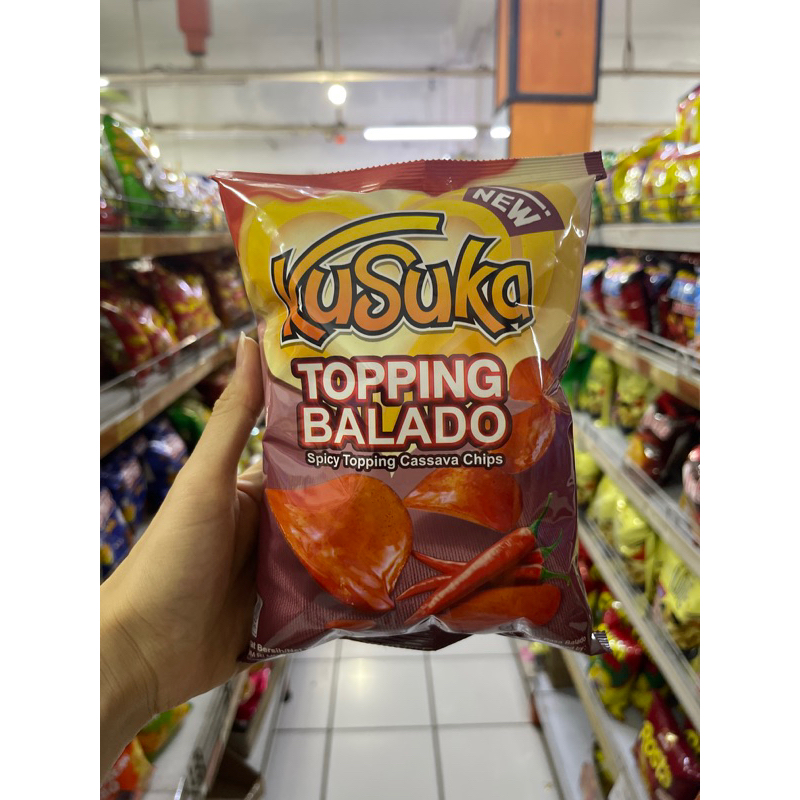 NEW
KuSuka
TOPPING
BALADO
Spicy Topping Cassava Chips